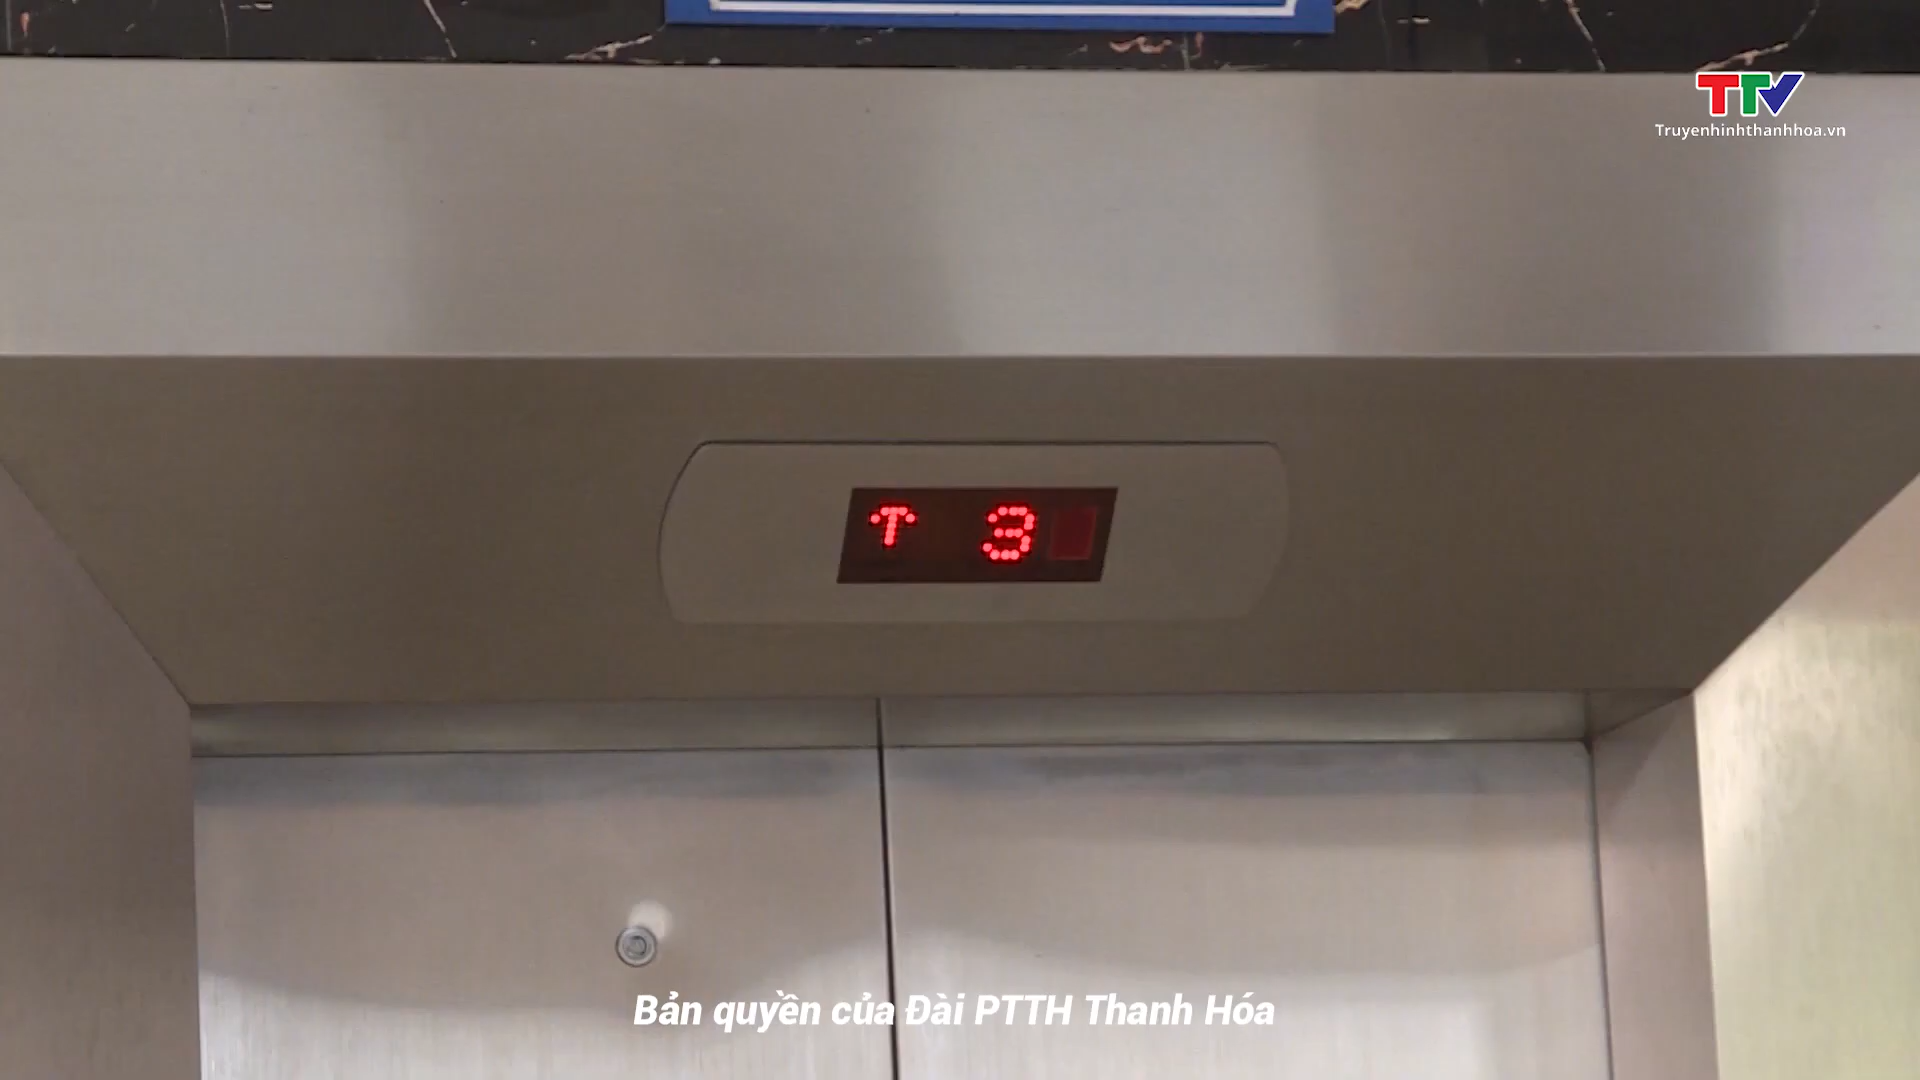 TTV
Truyenhinhthanhhoa.vn
↑ 3
Bản quyền của Đài PTTH Thanh Hóa